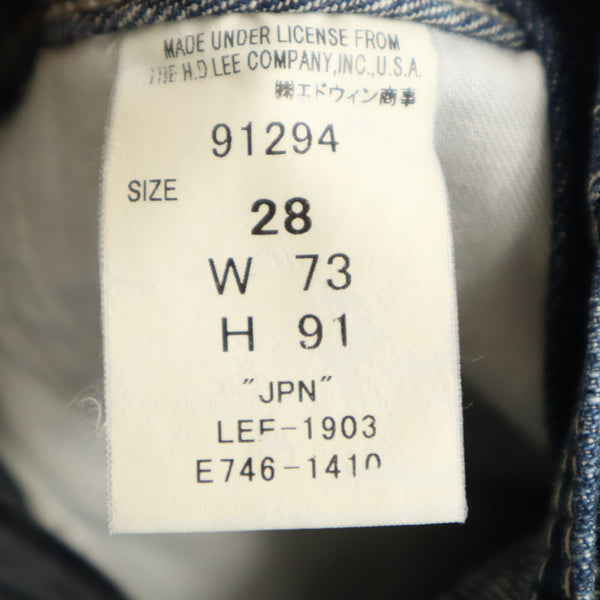 MADE UNDER LICENSE FROM
THE H.D LEE COMPANY,INC.,U.S.A.
㈱エドウィン商事
91294
SIZE
28
W 73
H 91
"JPN"
LEE-1903
E746-1410